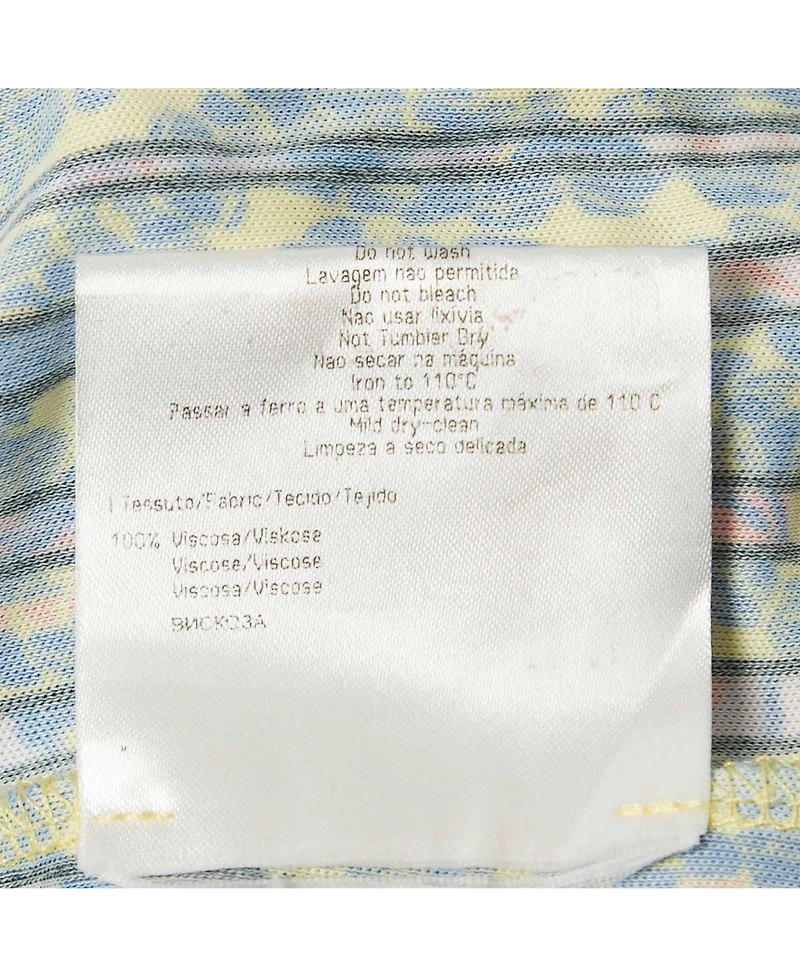 Do not wash
Lavagem nao permitida
Do not bleach
Nao usar lixívia
Not Tumbler Dry
Nao secar na máquina
Iron to 110°C
Passar a ferro a uma temperatura máxima de 110 C
Mild dry-clean
Limpeza a seco delicada
Tessuto/Fabric/Tecido/Tejido
100% Viscosa/Viskose
Viscose/Viscose
Viscosa/Viscose
ВИСКОЗА